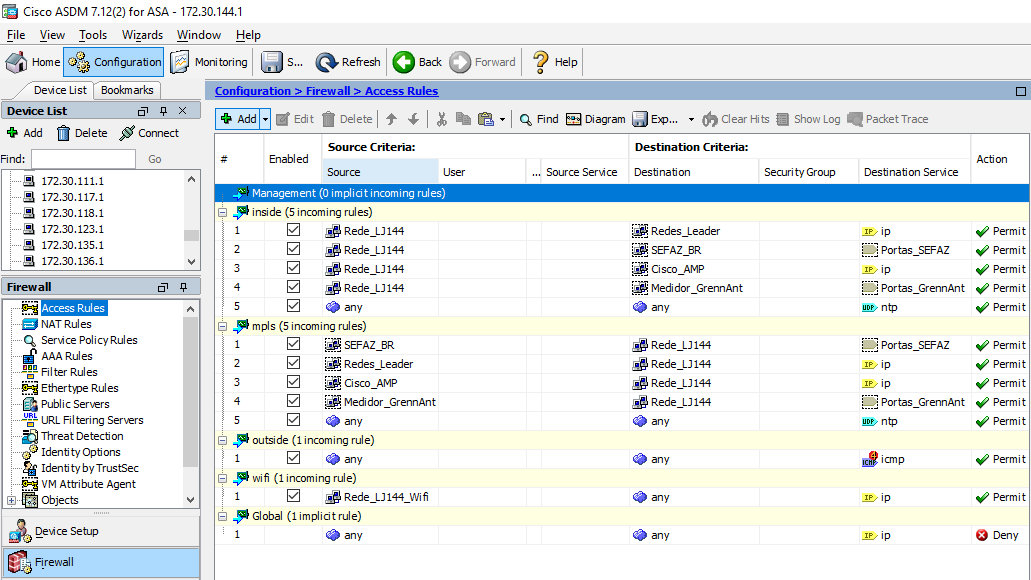 Cisco ASDM 7.12(2) for ASA - 172.30.144.1
File View Tools Wizards Window Help
Home Configuration Monitoring S... Refresh Back Forward Help
Device List Bookmarks
Device List
Add Delete Connect
Find: Go
172.30.111.1
172.30.117.1
172.30.118.1
172.30.123.1
172.30.135.1
172.30.136.1
Firewall
Access Rules
NAT Rules
Service Policy Rules
AAA Rules
Filter Rules
Ethertype Rules
Public Servers
URL URL Filtering Servers
Threat Detection
Identity Options
Identity by TrustSec
VM Attribute Agent
Objects
Device Setup
Firewall
Configuration > Firewall > Access Rules
Add Edit Delete Find Diagram Exp... Clear Hits Show Log Packet Trace
# Enabled Source Criteria: Destination Criteria: Action
Source User ... Source Service Destination Security Group Destination Service
Management (0 implicit incoming rules)
inside (5 incoming rules)
1 Rede_LJ144 Redes_Leader IP ip Permit
2 Rede_LJ144 SEFAZ_BR Portas_SEFAZ Permit
3 Rede_LJ144 Cisco_AMP IP ip Permit
4 Rede_LJ144 Medidor_GrennAnt Portas_GrennAnt Permit
5 any any UDP ntp Permit
mpls (5 incoming rules)
1 SEFAZ_BR Rede_LJ144 Portas_SEFAZ Permit
2 Redes_Leader Rede_LJ144 IP ip Permit
3 Cisco_AMP Rede_LJ144 IP ip Permit
4 Medidor_GrennAnt Rede_LJ144 Portas_GrennAnt Permit
5 any any UDP ntp Permit
outside (1 incoming rule)
1 any any ICMP icmp Permit
wifi (1 incoming rule)
1 Rede_LJ144_Wifi any IP ip Permit
Global (1 implicit rule)
1 any any IP ip Deny